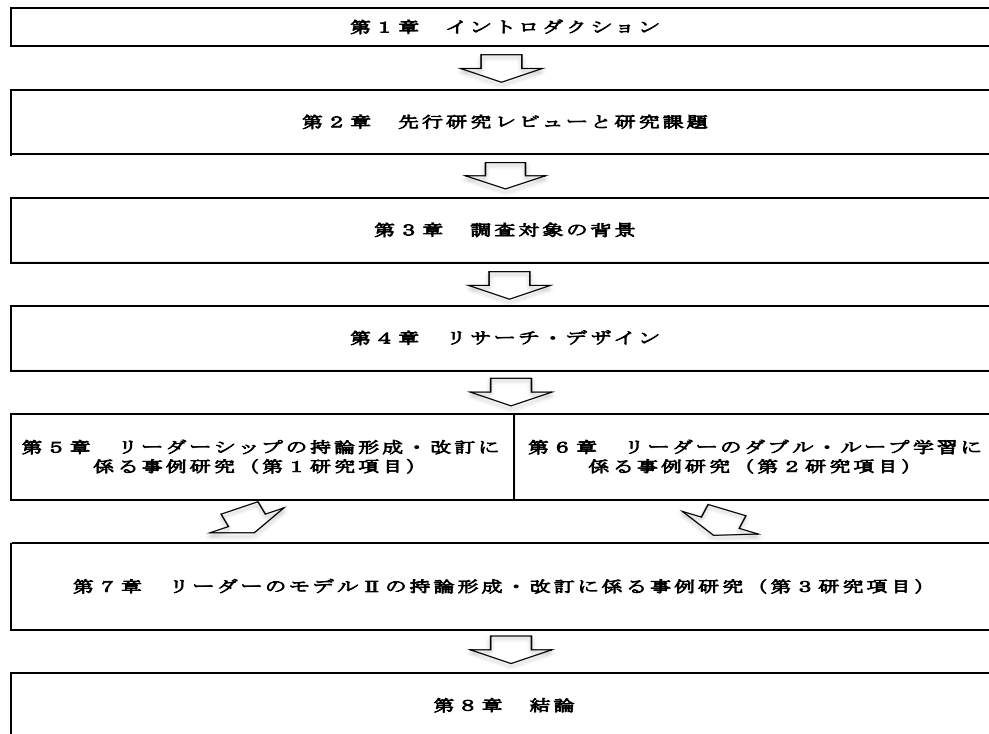 第1章　イントロダクション
第2章　先行研究レビューと研究課題
第3章　調査対象の背景
第4章　リサーチ・デザイン
第5章　リーダーシップの持論形成・改訂に
係る事例研究（第1研究項目）
第6章　リーダーのダブル・ループ学習に
係る事例研究（第2研究項目）
第7章　リーダーのモデルⅡの持論形成・改訂に係る事例研究（第3研究項目）
第8章　結論